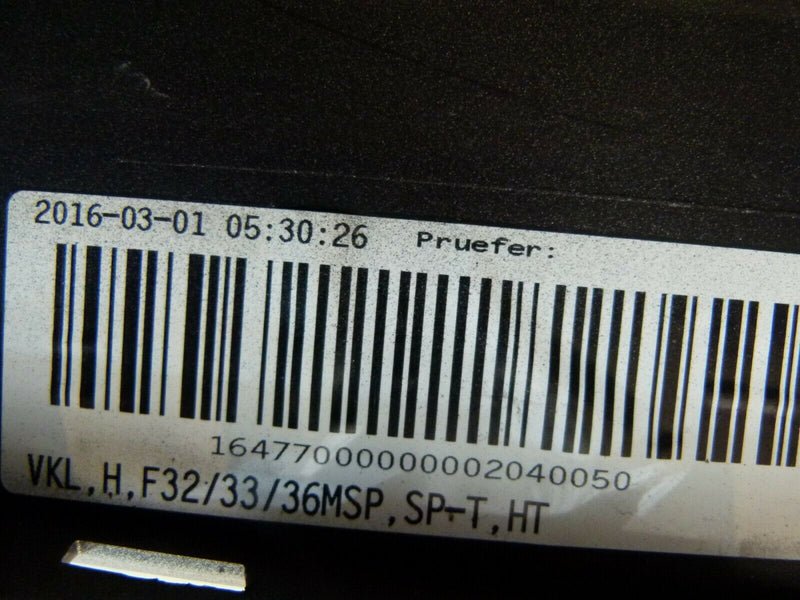 2016-03-01 05:30:26 Pruefer:
16477000000002040050
VKL,H,F32/33/36MSP,SP-T,HT